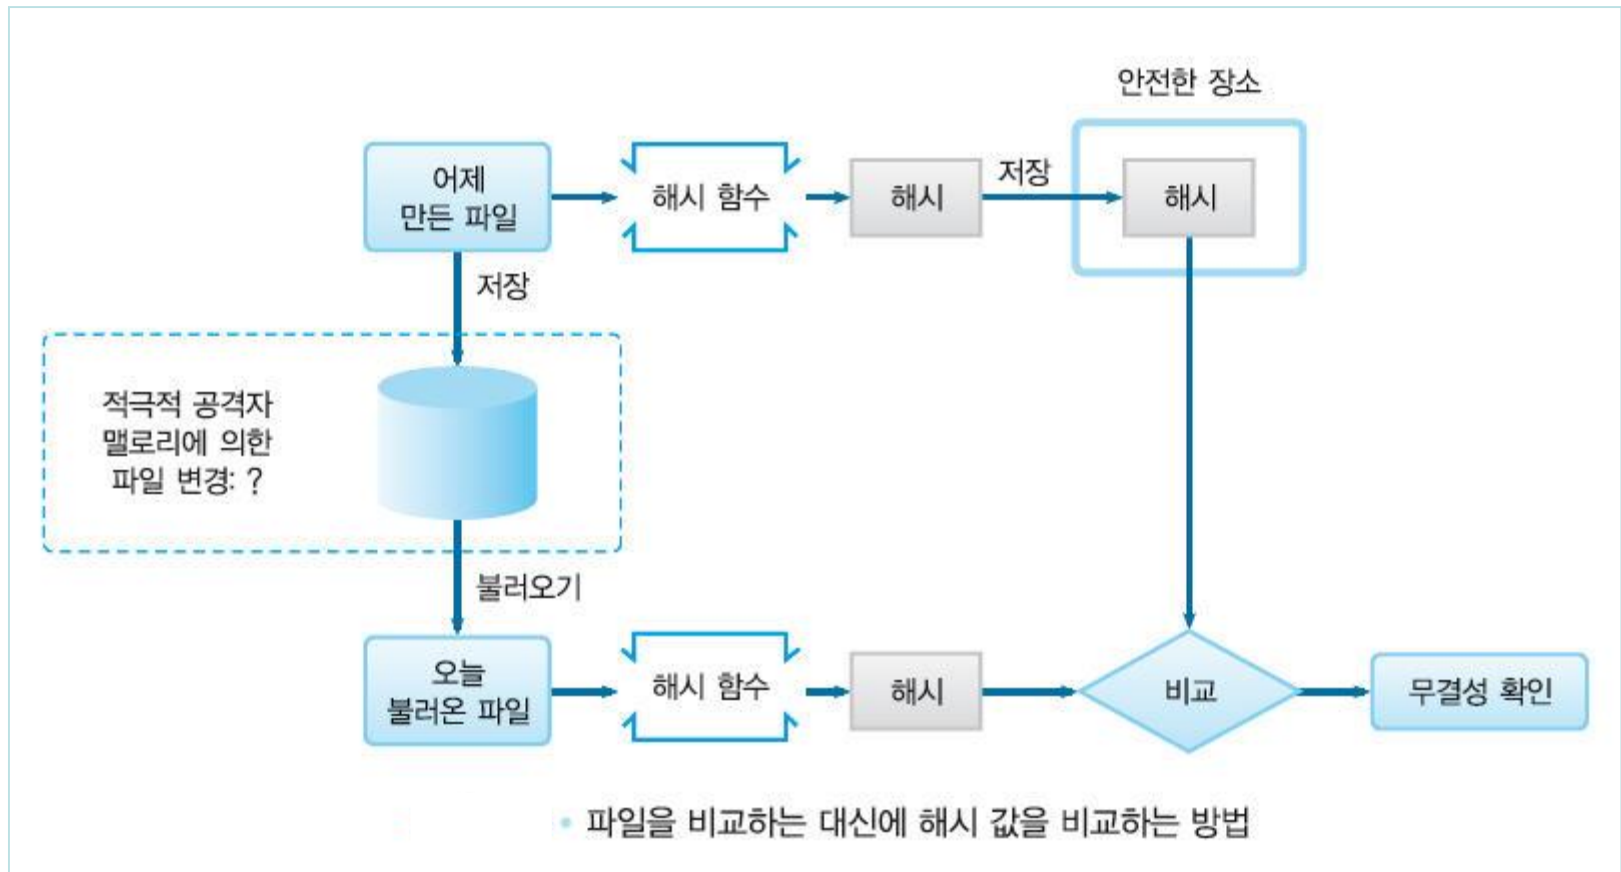 안전한 장소
어제
만든 파일
해시 함수
해시
저장
해시
저장
적극적 공격자
맬로리에 의한
파일 변경: ?
불러오기
오늘
불러온 파일
해시 함수
해시
비교
무결성 확인
• 파일을 비교하는 대신에 해시 값을 비교하는 방법